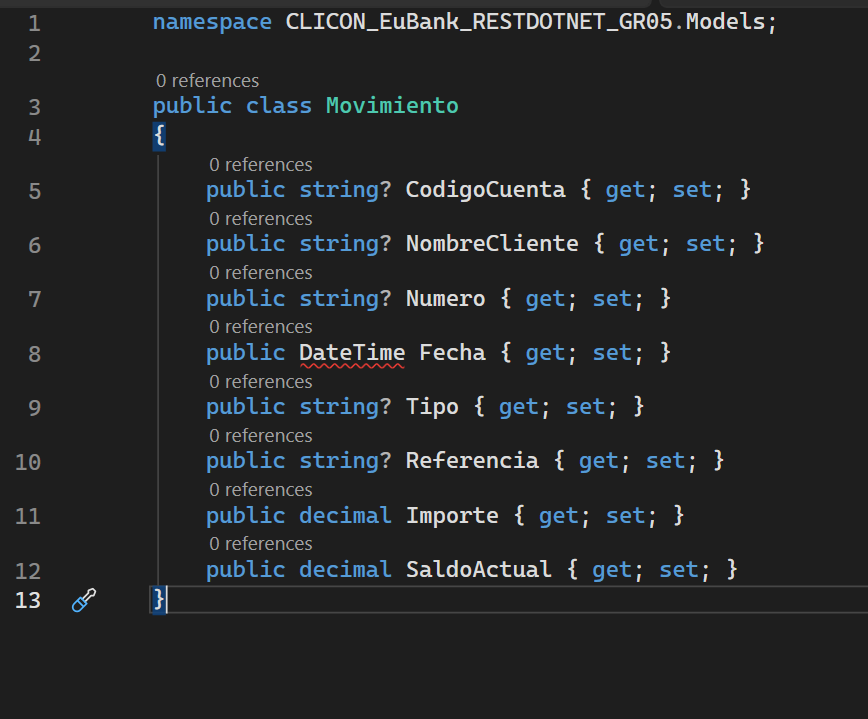 1 namespace CLICON_EuBank_RESTDOTNET_GR05.Models;
2
0 references
3 public class Movimiento
4 {
0 references
5 public string? CodigoCuenta { get; set; }
0 references
6 public string? NombreCliente { get; set; }
0 references
7 public string? Numero { get; set; }
0 references
8 public DateTime Fecha { get; set; }
0 references
9 public string? Tipo { get; set; }
0 references
10 public string? Referencia { get; set; }
0 references
11 public decimal Importe { get; set; }
0 references
12 public decimal SaldoActual { get; set; }
13 }